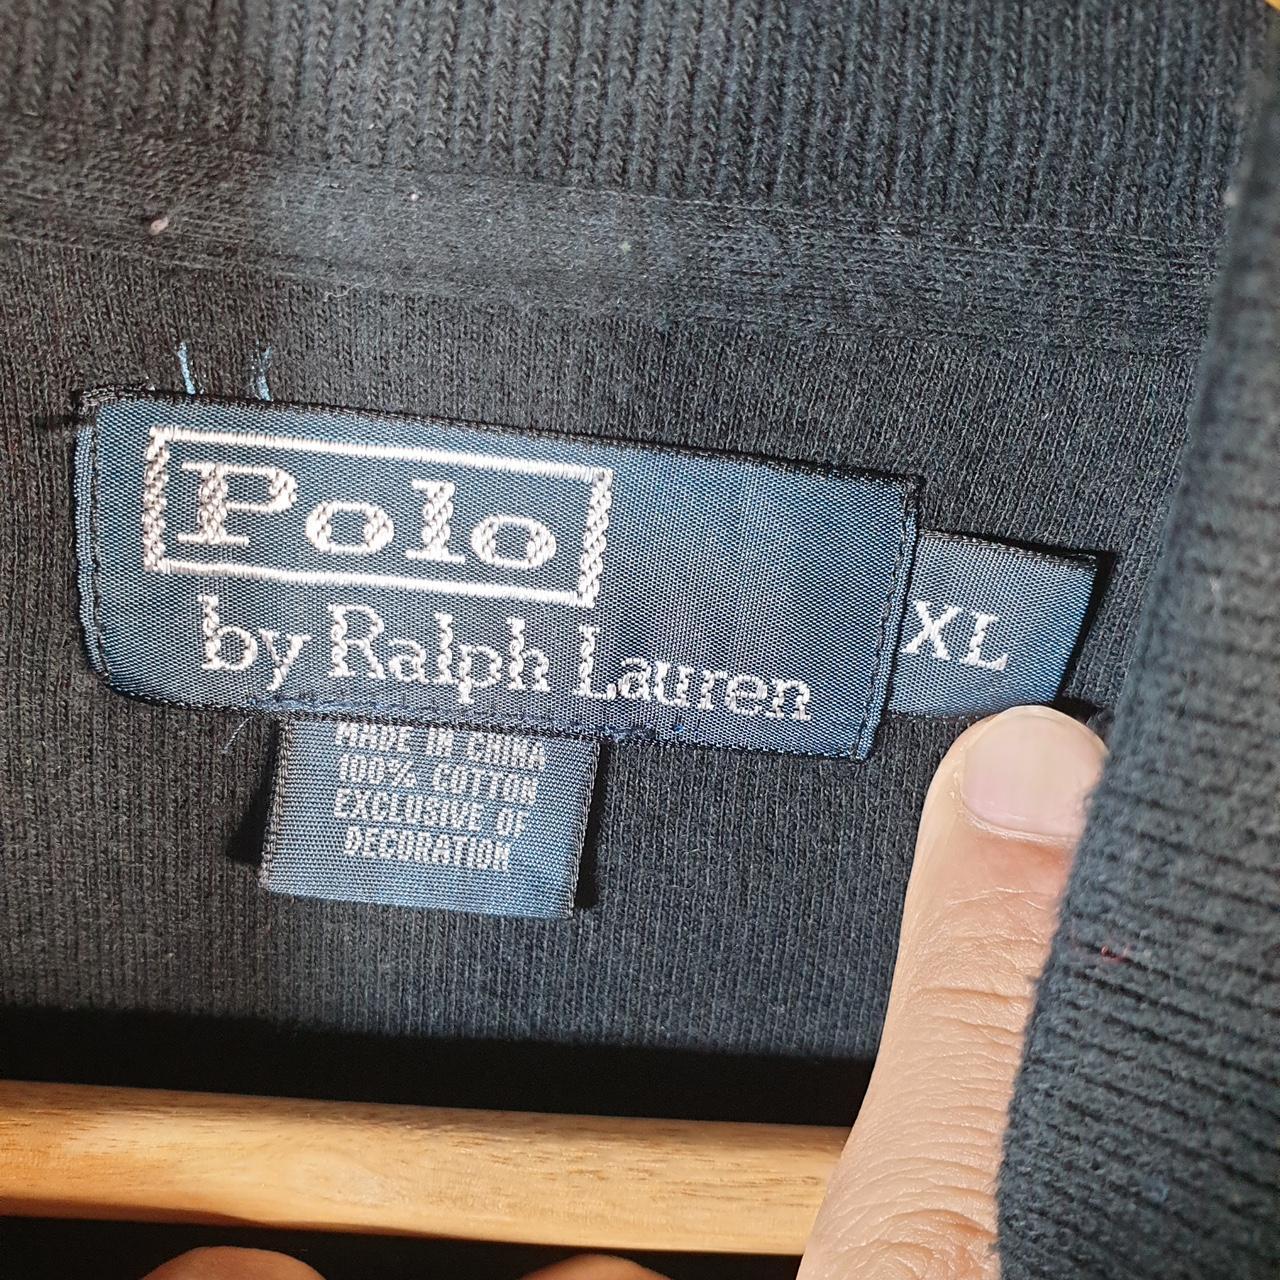 Polo
by Ralph Lauren
XL
MADE IN CHINA
100% COTTON
EXCLUSIVE OF
DECORATION